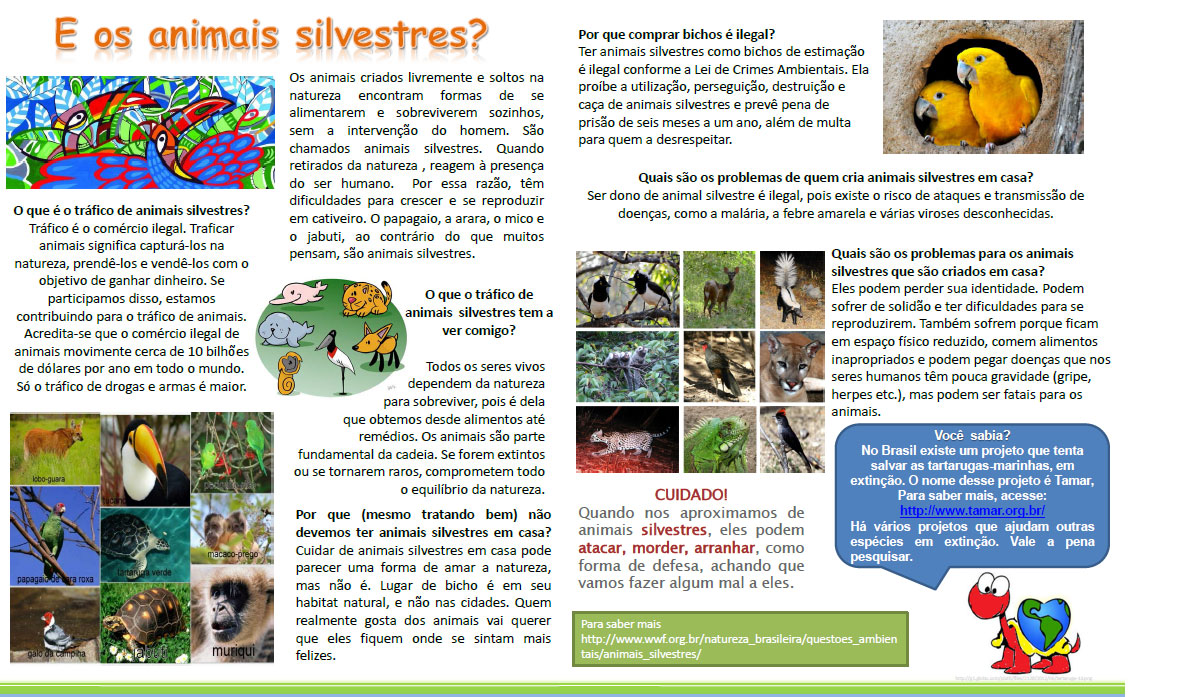 E os animais silvestres?
Os animais criados livremente e soltos na
natureza encontram formas de se
alimentarem e sobreviverem sozinhos,
sem a intervenção do homem. São
chamados animais silvestres. Quando
retirados da natureza , reagem à presença
do ser humano. Por essa razão, têm
dificuldades para crescer e se reproduzir
em cativeiro. O papagaio, a arara, o mico e
o jabuti, ao contrário do que muitos
pensam, são animais silvestres.
O que é o tráfico de animais silvestres?
Tráfico é o comércio ilegal. Traficar
animais significa capturá-los na
natureza, prendê-los e vendê-los com o
objetivo de ganhar dinheiro. Se
participamos disso, estamos
contribuindo para o tráfico de animais.
Acredita-se que o comércio ilegal de
animais movimente cerca de 10 bilhões
de dólares por ano em todo o mundo.
Só o tráfico de drogas e armas é maior.
lobo-guara
tucano
papagaio de cara roxa
tartaruga verde
macaco-prego
galo da campina
jabuti
muriqui
O que o tráfico de
animais silvestres tem a
ver comigo?
Todos os seres vivos
dependem da natureza
para sobreviver, pois é dela
que obtemos desde alimentos até
remédios. Os animais são parte
fundamental da cadeia. Se forem extintos
ou se tornarem raros, comprometem todo
o equilíbrio da natureza.
Por que (mesmo tratando bem) não
devemos ter animais silvestres em casa?
Cuidar de animais silvestres em casa pode
parecer uma forma de amar a natureza,
mas não é. Lugar de bicho é em seu
habitat natural, e não nas cidades. Quem
realmente gosta dos animais vai querer
que eles fiquem onde se sintam mais
felizes.
Por que comprar bichos é ilegal?
Ter animais silvestres como bichos de estimação
é ilegal conforme a Lei de Crimes Ambientais. Ela
proíbe a utilização, perseguição, destruição e
caça de animais silvestres e prevê pena de
prisão de seis meses a um ano, além de multa
para quem a desrespeitar.
Quais são os problemas de quem cria animais silvestres em casa?
Ser dono de animal silvestre é ilegal, pois existe o risco de ataques e transmissão de
doenças, como a malária, a febre amarela e várias viroses desconhecidas.
Quais são os problemas para os animais
silvestres que são criados em casa?
Eles podem perder sua identidade. Podem
sofrer de solidão e ter dificuldades para se
reproduzirem. Também sofrem porque ficam
em espaço físico reduzido, comem alimentos
inapropriados e podem pegar doenças que nos
seres humanos têm pouca gravidade (gripe,
herpes etc.), mas podem ser fatais para os
animais.
CUIDADO!
Quando nos aproximamos de
animais silvestres, eles podem
atacar, morder, arranhar, como
forma de defesa, achando que
vamos fazer algum mal a eles.
Você sabia?
No Brasil existe um projeto que tenta
salvar as tartarugas-marinhas, em
extinção. O nome desse projeto é Tamar,
Para saber mais, acesse:
http://www.tamar.org.br/
Há vários projetos que ajudam outras
espécies em extinção. Vale a pena
pesquisar.
Para saber mais
http://www.wwf.org.br/natureza_brasileira/questoes_ambien
tais/animais_silvestres/